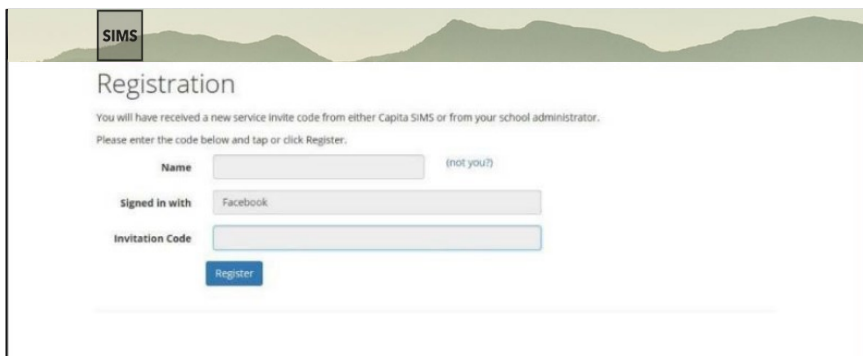 SIMS
Registration
You will have received a new service invite code from either Capita SIMS or from your school administrator.
Please enter the code below and tap or click Register.
Name (not you?)
Signed in with Facebook
Invitation Code
Register